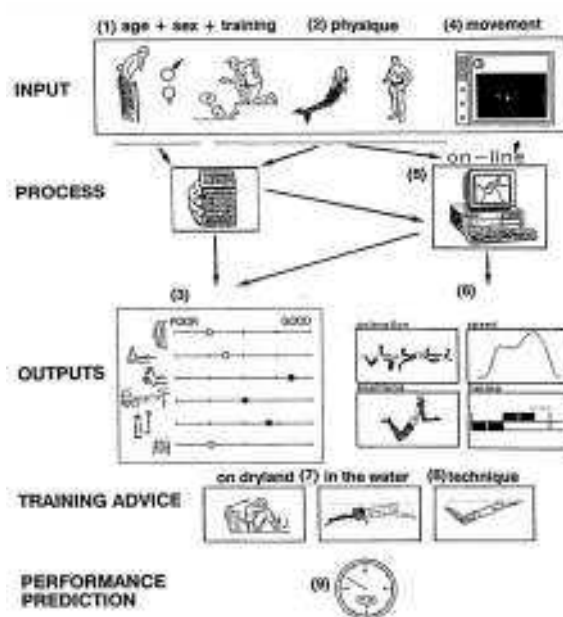 (1) age + sex + training (2) physique (4) movement
INPUT
on-line
(5)
PROCESS
(3) (6)
POOR GOOD
animation speed
OUTPUTS
on dryland (7) in the water (8) technique
TRAINING ADVICE
PERFORMANCE
PREDICTION
(9)